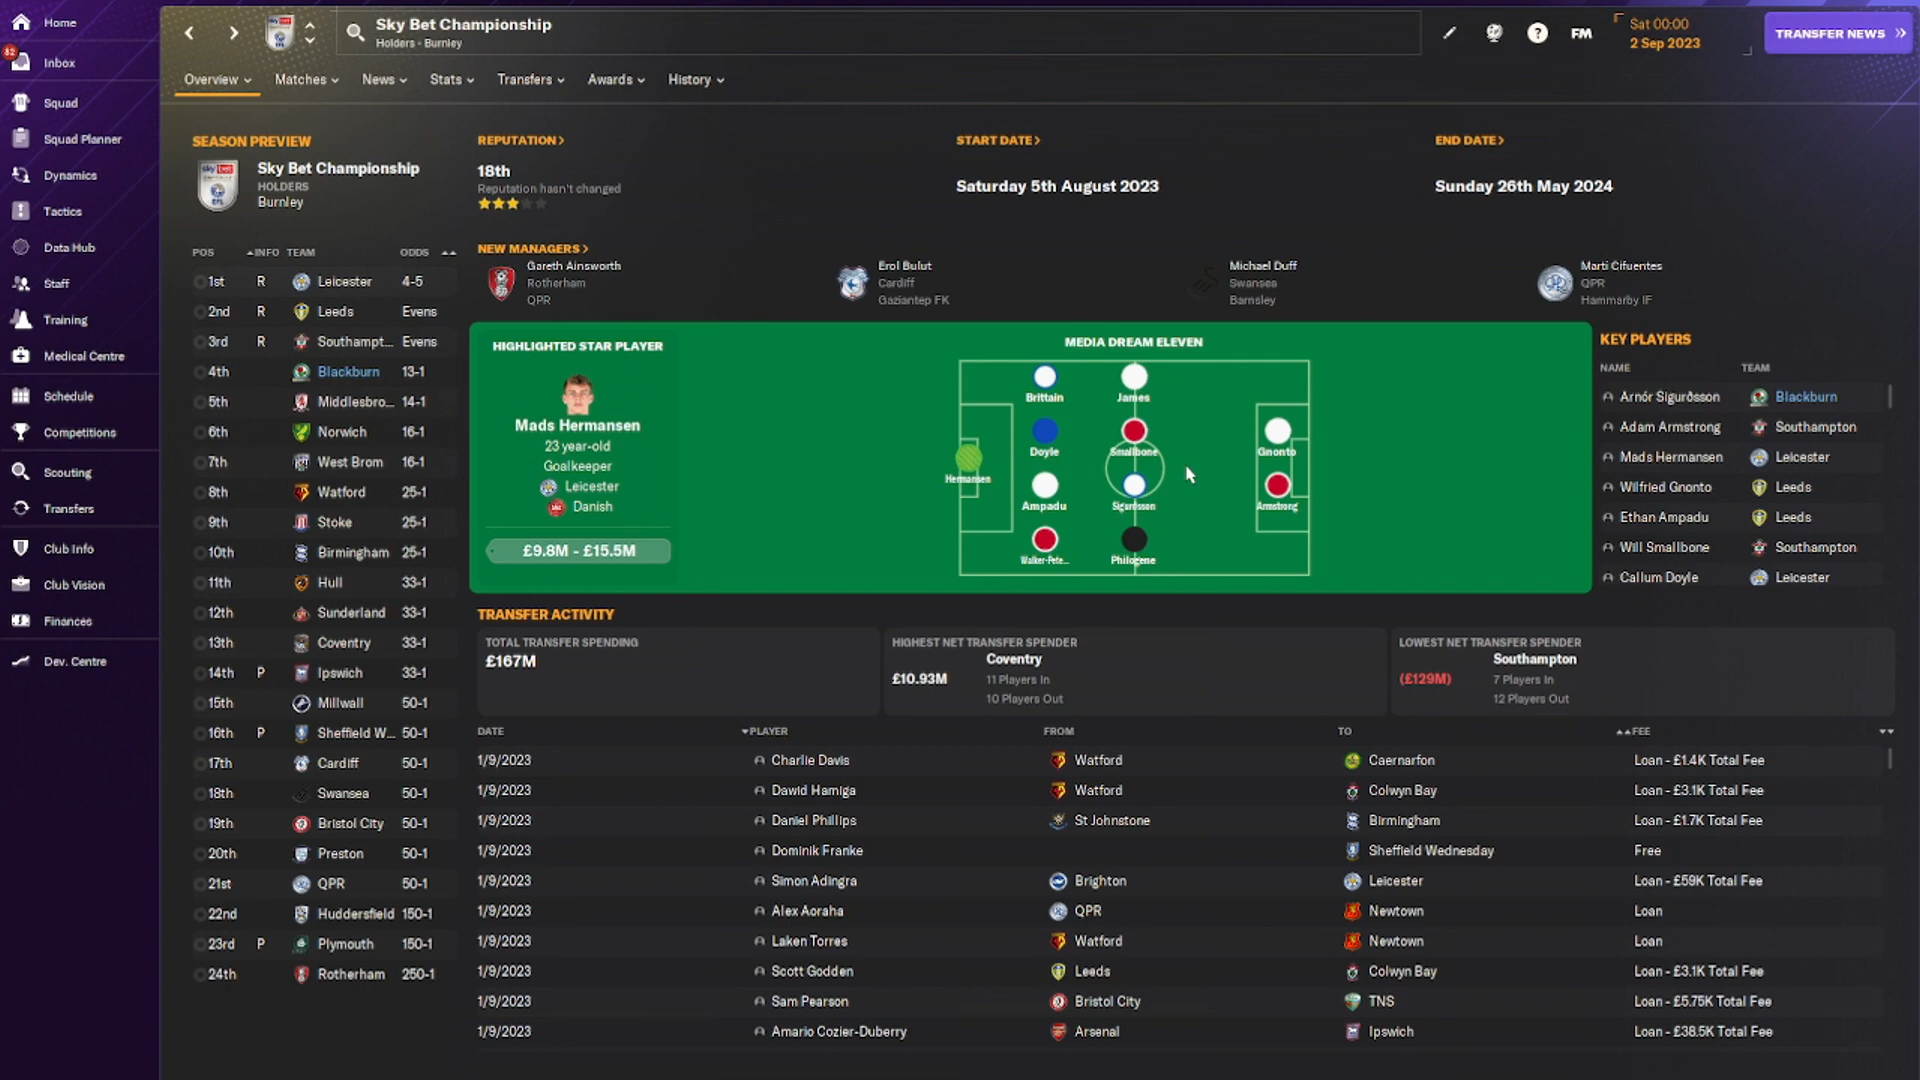 Home
82
Inbox
Squad
Squad Planner
Dynamics
Tactics
Data Hub
Staff
Training
Medical Centre
Schedule
Competitions
Scouting
Transfers
Club Info
Club Vision
Finances
Dev. Centre
Sky Bet Championship
Holders - Burnley
FM
Sat 00:00
2 Sep 2023
TRANSFER NEWS
Overview Matches News Stats Transfers Awards History
SEASON PREVIEW
Sky Bet Championship
HOLDERS
Burnley
REPUTATION>
18th
Reputation hasn't changed
START DATE>
Saturday 5th August 2023
END DATE>
Sunday 26th May 2024
NEW MANAGERS >
Gareth Ainsworth
Rotherham
QPR
Erol Bulut
Cardiff
Gaziantep FK
Michael Duff
Swansea
Barnsley
Marti Cifuentes
QPR
Hammarby IF
POS INFO TEAM ODDS
1st R Leicester 4-5
2nd R Leeds Evens
3rd R Southampt... Evens
4th Blackburn 13-1
5th Middlesbro... 14-1
6th Norwich 16-1
7th West Brom 16-1
8th Watford 25-1
9th Stoke 25-1
10th Birmingham 25-1
11th Hull 33-1
12th Sunderland 33-1
13th Coventry 33-1
14th P Ipswich 33-1
15th Millwall 50-1
16th P Sheffield W... 50-1
17th Cardiff 50-1
18th Swansea 50-1
19th Bristol City 50-1
20th Preston 50-1
21st QPR 50-1
22nd Huddersfield 150-1
23rd P Plymouth 150-1
24th Rotherham 250-1
HIGHLIGHTED STAR PLAYER
Mads Hermansen
23 year-old
Goalkeeper
Leicester
Danish
£9.8M - £15.5M
MEDIA DREAM ELEVEN
Brittain James
Doyle Smallbone Gnonto
Hermansen
Ampadu Sigurðsson Armstrong
Walker-Pete... Philogene
KEY PLAYERS
NAME TEAM
Arnór Sigurðsson Blackburn
Adam Armstrong Southampton
Mads Hermansen Leicester
Wilfried Gnonto Leeds
Ethan Ampadu Leeds
Will Smallbone Southampton
Callum Doyle Leicester
TRANSFER ACTIVITY
TOTAL TRANSFER SPENDING
£167M
HIGHEST NET TRANSFER SPENDER
£10.93M
Coventry
11 Players In
10 Players Out
LOWEST NET TRANSFER SPENDER
(£129M)
Southampton
7 Players In
12 Players Out
DATE PLAYER FROM TO FEE
1/9/2023 Charlie Davis Watford Caernarfon Loan - £1.4K Total Fee
1/9/2023 Dawid Hamiga Watford Colwyn Bay Loan - £3.1K Total Fee
1/9/2023 Daniel Phillips St Johnstone Birmingham Loan - £1.7K Total Fee
1/9/2023 Dominik Franke Sheffield Wednesday Free
1/9/2023 Simon Adingra Brighton Leicester Loan - £59K Total Fee
1/9/2023 Alex Aoraha QPR Newtown Loan
1/9/2023 Laken Torres Watford Newtown Loan
1/9/2023 Scott Godden Leeds Colwyn Bay Loan - £3.1K Total Fee
1/9/2023 Sam Pearson Bristol City TNS Loan - £5.75K Total Fee
1/9/2023 Amario Cozier-Duberry Arsenal Ipswich Loan - £38.5K Total Fee